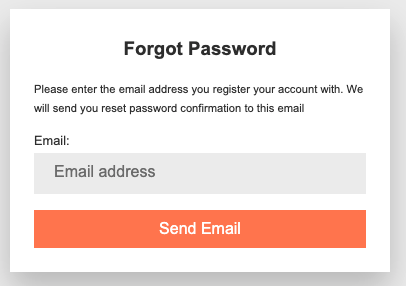 Forgot Password
Please enter the email address you register your account with. We
will send you reset password confirmation to this email
Email:
Email address
Send Email